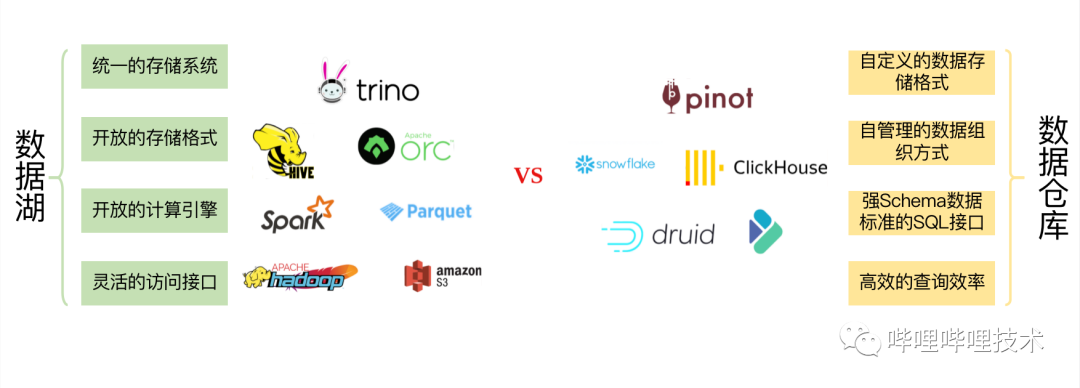 数据湖
统一的存储系统
开放的存储格式
开放的计算引擎
灵活的访问接口
trino
HIVE
Apache
orc™
Spark
Parquet
APACHE
hadoop
amazon
S3
VS
pinot
snowflake
ClickHouse
druid
自定义的数据存
储格式
自管理的数据组
织方式
强Schema数据
标准的SQL接口
高效的查询效率
数据仓库
哔哩哔哩技术